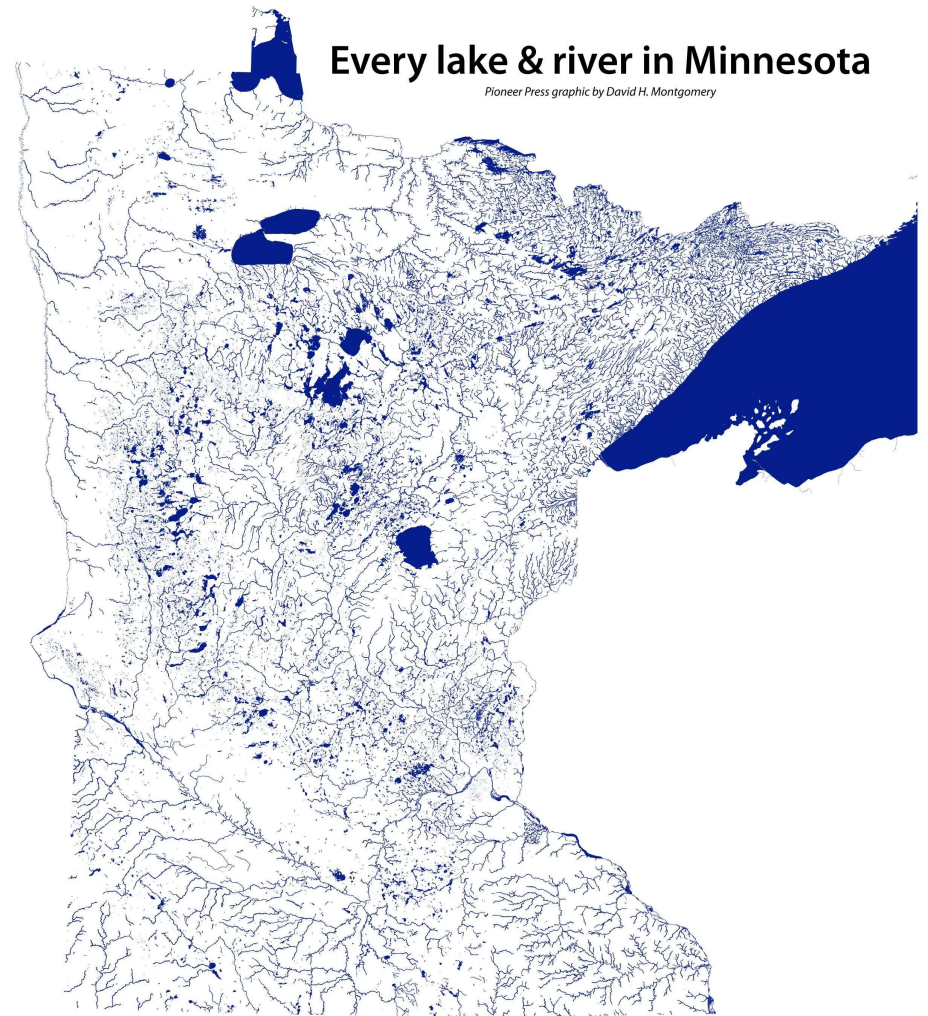 Every lake & river in Minnesota
Pioneer Press graphic by David H. Montgomery